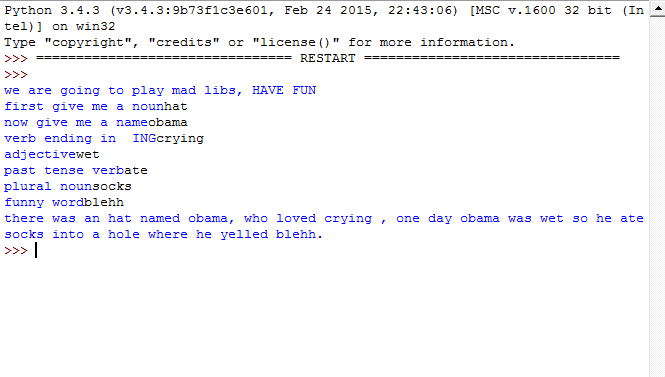 Python 3.4.3 (v3.4.3:9b73f1c3e601, Feb 24 2015, 22:43:06) [MSC v.1600 32 bit (In
tel)] on win32
Type "copyright", "credits" or "license()" for more information.
>>> ================================ RESTART ================================
>>>
we are going to play mad libs, HAVE FUN
first give me a nounhat
now give me a nameobama
verb ending in  INGcrying
adjectivewet
past tense verbate
plural nounsocks
funny wordblehh
there was an hat named obama, who loved crying , one day obama was wet so he ate
socks into a hole where he yelled blehh.
>>>